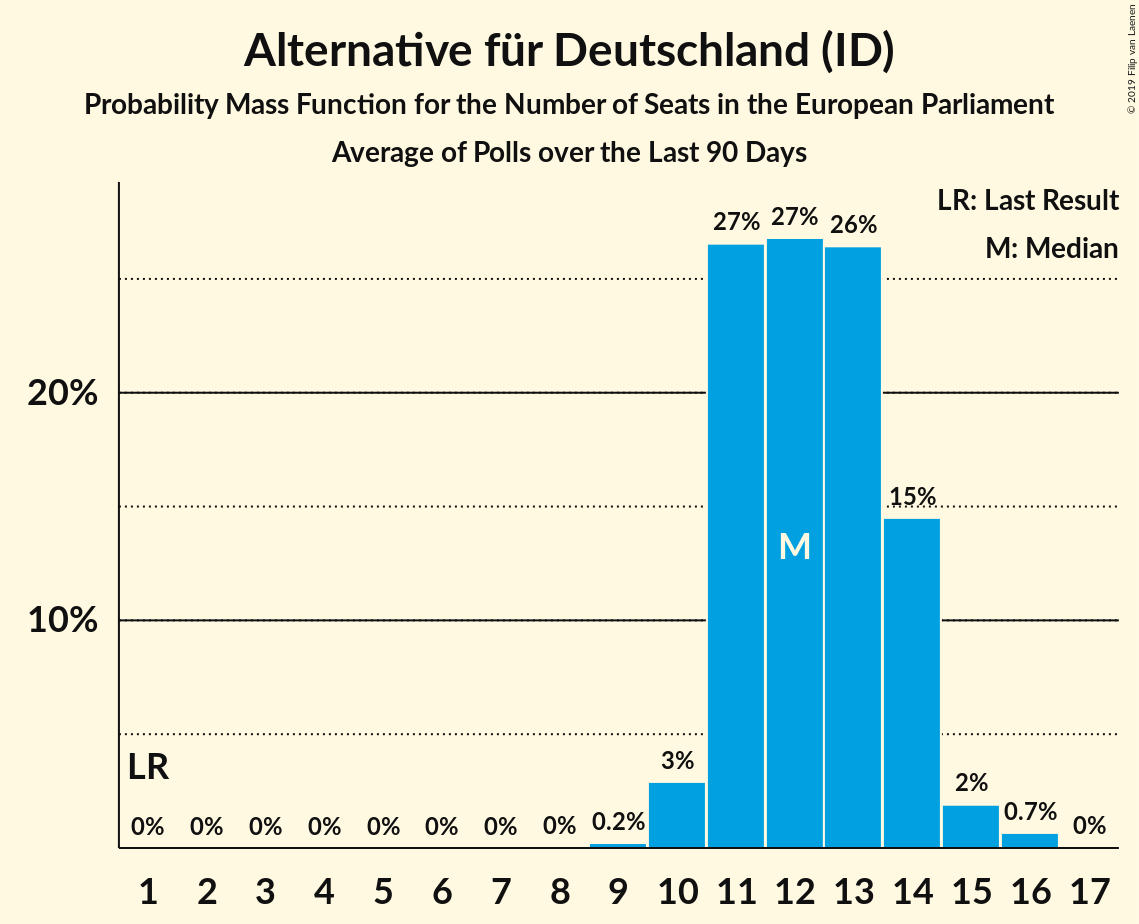 Alternative für Deutschland (ID)
Probability Mass Function for the Number of Seats in the European Parliament
Average of Polls over the Last 90 Days
© 2019 Filip van Laenen
LR: Last Result
M: Median
27% 27% 26%
20%
15%
M
10%
LR
3%
2%
0% 0% 0% 0% 0% 0% 0% 0% 0.2% 0.7% 0%
1 2 3 4 5 6 7 8 9 10 11 12 13 14 15 16 17